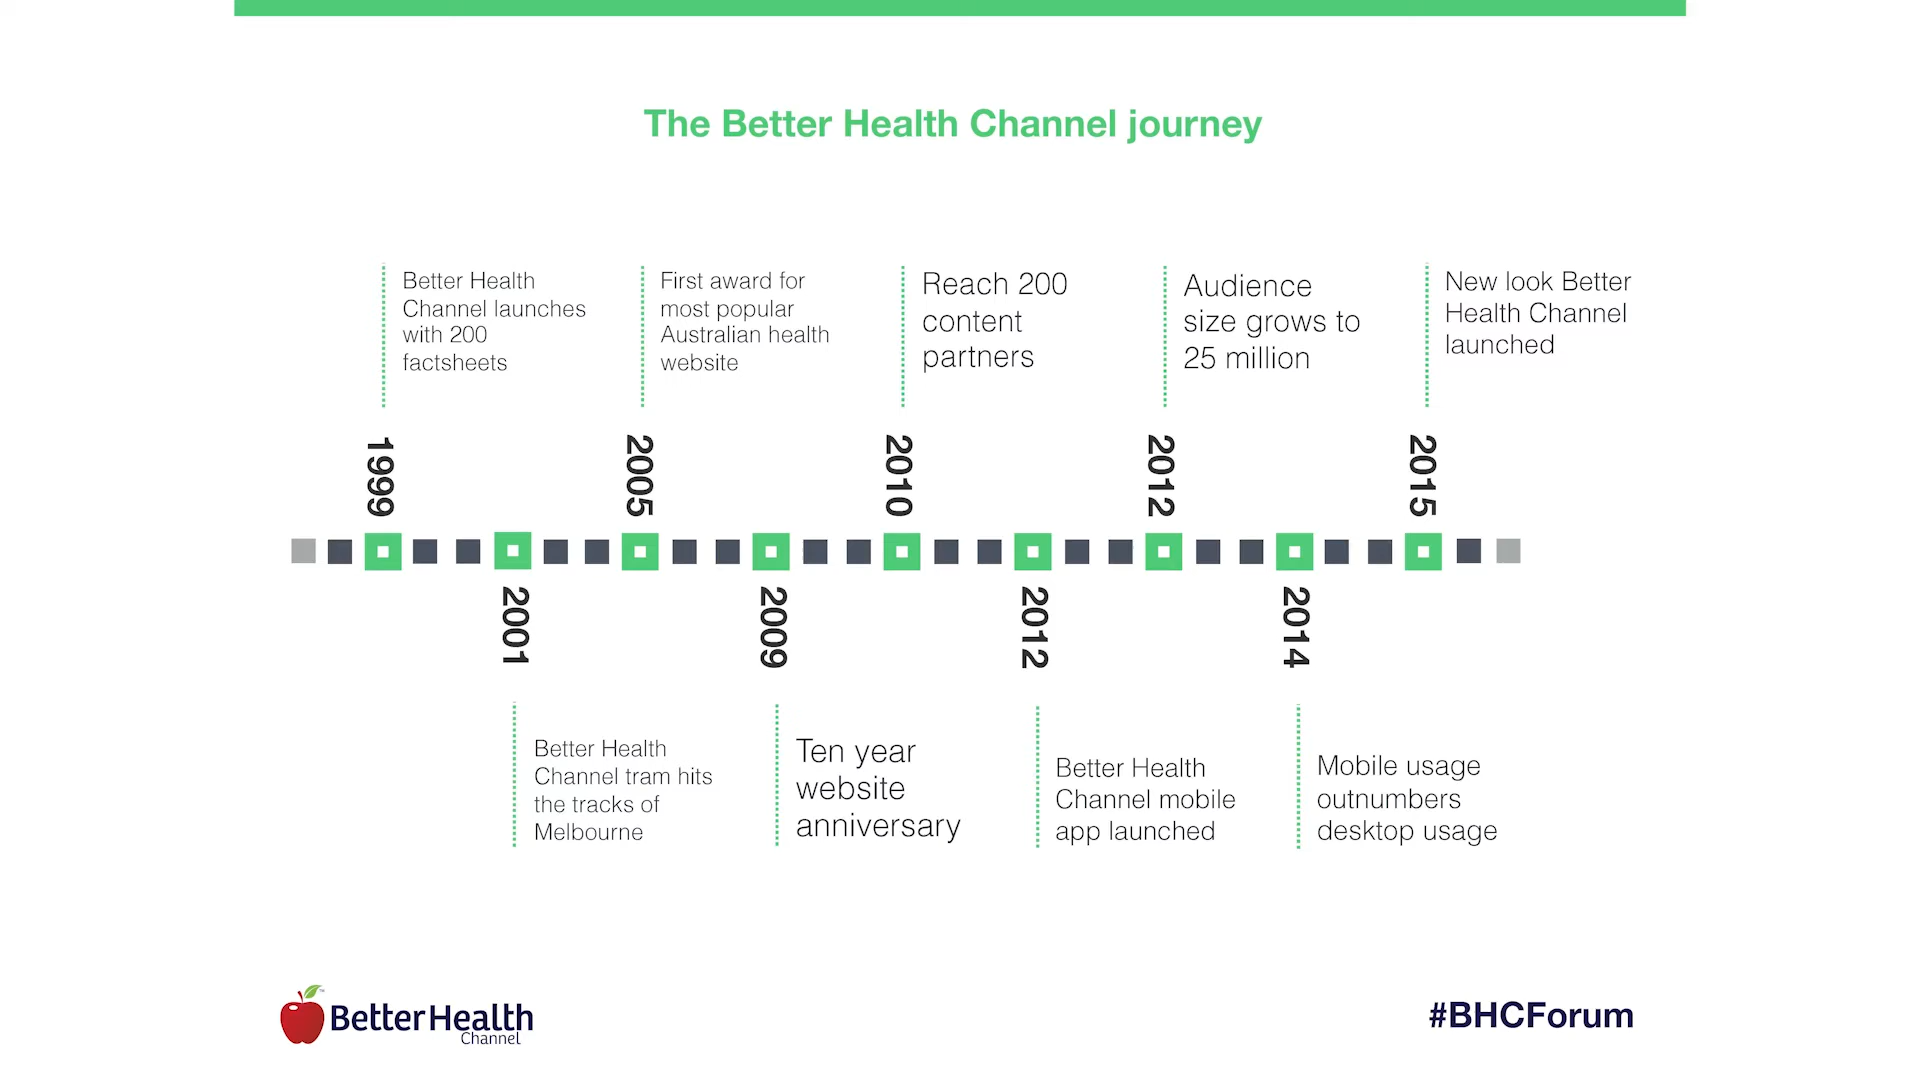 The Better Health Channel journey
Better Health
Channel launches
with 200
factsheets
First award for
most popular
Australian health
website
Reach 200
content
partners
Audience
size grows to
25 million
New look Better
Health Channel
launched
1999
2005
2010
2012
2015
2001
2009
2012
2014
Better Health
Channel tram hits
the tracks of
Melbourne
Ten year
website
anniversary
Better Health
Channel mobile
app launched
Mobile usage
outnumbers
desktop usage
BetterHealth
Channel
#BHCForum